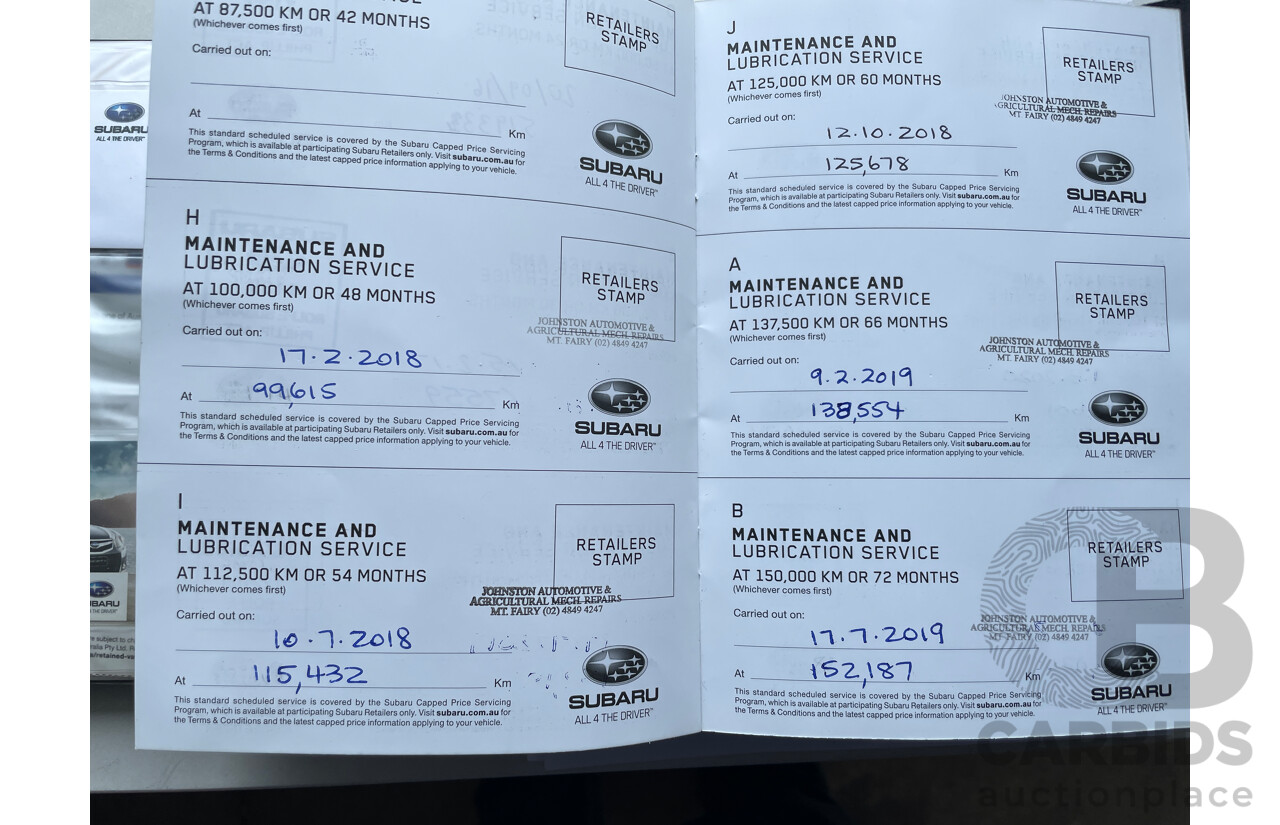 AT 87,500 KM OR 42 MONTHS
(Whichever comes first)
Carried out on:
RETAILERS
STAMP
At
Km
This standard scheduled service is covered by the Subaru Capped Price Servicing
Program, which is available at participating Subaru Retailers only. Visit subaru.com.au for
the Terms & Conditions and the latest capped price information applying to your vehicle.
SUBARU
ALL 4 THE DRIVER™
H
MAINTENANCE AND
LUBRICATION SERVICE
AT 100,000 KM OR 48 MONTHS
(Whichever comes first)
RETAILERS
STAMP
JOHNSTON AUTOMOTIVE &
AGRICULTURAL MECH. REPAIRS
MT. FAIRY (02) 4849 4247
Carried out on:
17.2.2018
At 99,615 Km
This standard scheduled service is covered by the Subaru Capped Price Servicing
Program, which is available at participating Subaru Retailers only. Visit subaru.com.au for
the Terms & Conditions and the latest capped price information applying to your vehicle.
SUBARU
ALL 4 THE DRIVER™
I
MAINTENANCE AND
LUBRICATION SERVICE
AT 112,500 KM OR 54 MONTHS
(Whichever comes first)
RETAILERS
STAMP
JOHNSTON AUTOMOTIVE &
AGRICULTURAL MECH. REPAIRS
MT. FAIRY (02) 4849 4247
Carried out on:
10.7.2018
At 115,432 Km
This standard scheduled service is covered by the Subaru Capped Price Servicing
Program, which is available at participating Subaru Retailers only. Visit subaru.com.au for
the Terms & Conditions and the latest capped price information applying to your vehicle.
SUBARU
ALL 4 THE DRIVER™
J
MAINTENANCE AND
LUBRICATION SERVICE
AT 125,000 KM OR 60 MONTHS
(Whichever comes first)
RETAILERS
STAMP
JOHNSTON AUTOMOTIVE &
AGRICULTURAL MECH. REPAIRS
MT. FAIRY (02) 4849 4247
Carried out on:
12.10.2018
At 125,678 Km
This standard scheduled service is covered by the Subaru Capped Price Servicing
Program, which is available at participating Subaru Retailers only. Visit subaru.com.au for
the Terms & Conditions and the latest capped price information applying to your vehicle.
SUBARU
ALL 4 THE DRIVER™
A
MAINTENANCE AND
LUBRICATION SERVICE
AT 137,500 KM OR 66 MONTHS
(Whichever comes first)
RETAILERS
STAMP
JOHNSTON AUTOMOTIVE &
AGRICULTURAL MECH. REPAIRS
MT. FAIRY (02) 4849 4247
Carried out on:
9.2.2019
At 138,554 Km
This standard scheduled service is covered by the Subaru Capped Price Servicing
Program, which is available at participating Subaru Retailers only. Visit subaru.com.au for
the Terms & Conditions and the latest capped price information applying to your vehicle.
SUBARU
ALL 4 THE DRIVER™
B
MAINTENANCE AND
LUBRICATION SERVICE
AT 150,000 KM OR 72 MONTHS
(Whichever comes first)
RETAILERS
STAMP
JOHNSTON AUTOMOTIVE &
AGRICULTURAL MECH. REPAIRS
MT. FAIRY (02) 4849 4247
Carried out on:
17.7.2019
At 152,187 Km
This standard scheduled service is covered by the Subaru Capped Price Servicing
Program, which is available at participating Subaru Retailers only. Visit subaru.com.au for
the Terms & Conditions and the latest capped price information applying to your vehicle.
SUBARU
ALL 4 THE DRIVER™
SUBARU
ALL 4 THE DRIVER
CARBIDS
auctionplace